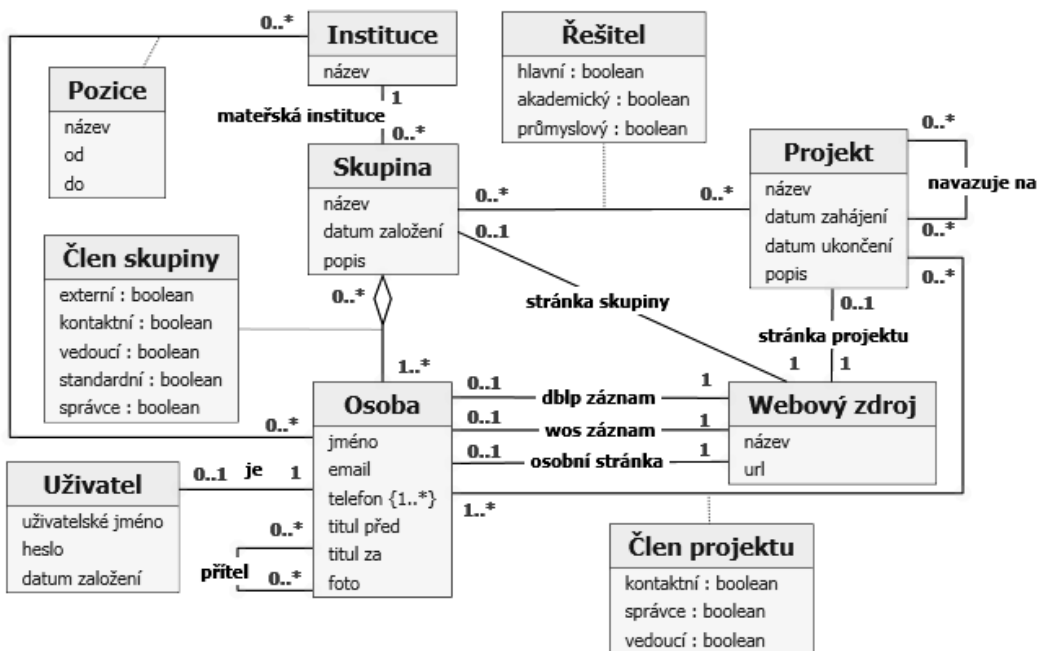 0..*
Instituce
název
Řešitel
hlavní : boolean
akademický : boolean
průmyslový : boolean
Pozice
název
od
do
1
mateřská instituce
0..*
Skupina
název
datum založení
popis
0..*
0..*
0..1
Projekt
název
datum zahájení
datum ukončení
popis
0..*
navazuje na
0..*
0..*
Člen skupiny
externí : boolean
kontaktní : boolean
vedoucí : boolean
standardní : boolean
správce : boolean
0..*
stránka skupiny
0..1
stránka projektu
1
1
1..*
Osoba
jméno
email
telefon {1..*}
titul před
titul za
foto
0..1
dblp záznam
1
0..1
wos záznam
1
0..1
osobní stránka
1
Webový zdroj
název
url
0..*
Uživatel
uživatelské jméno
heslo
datum založení
0..1
je
1
0..*
přítel
0..*
1..*
Člen projektu
kontaktní : boolean
správce : boolean
vedoucí : boolean